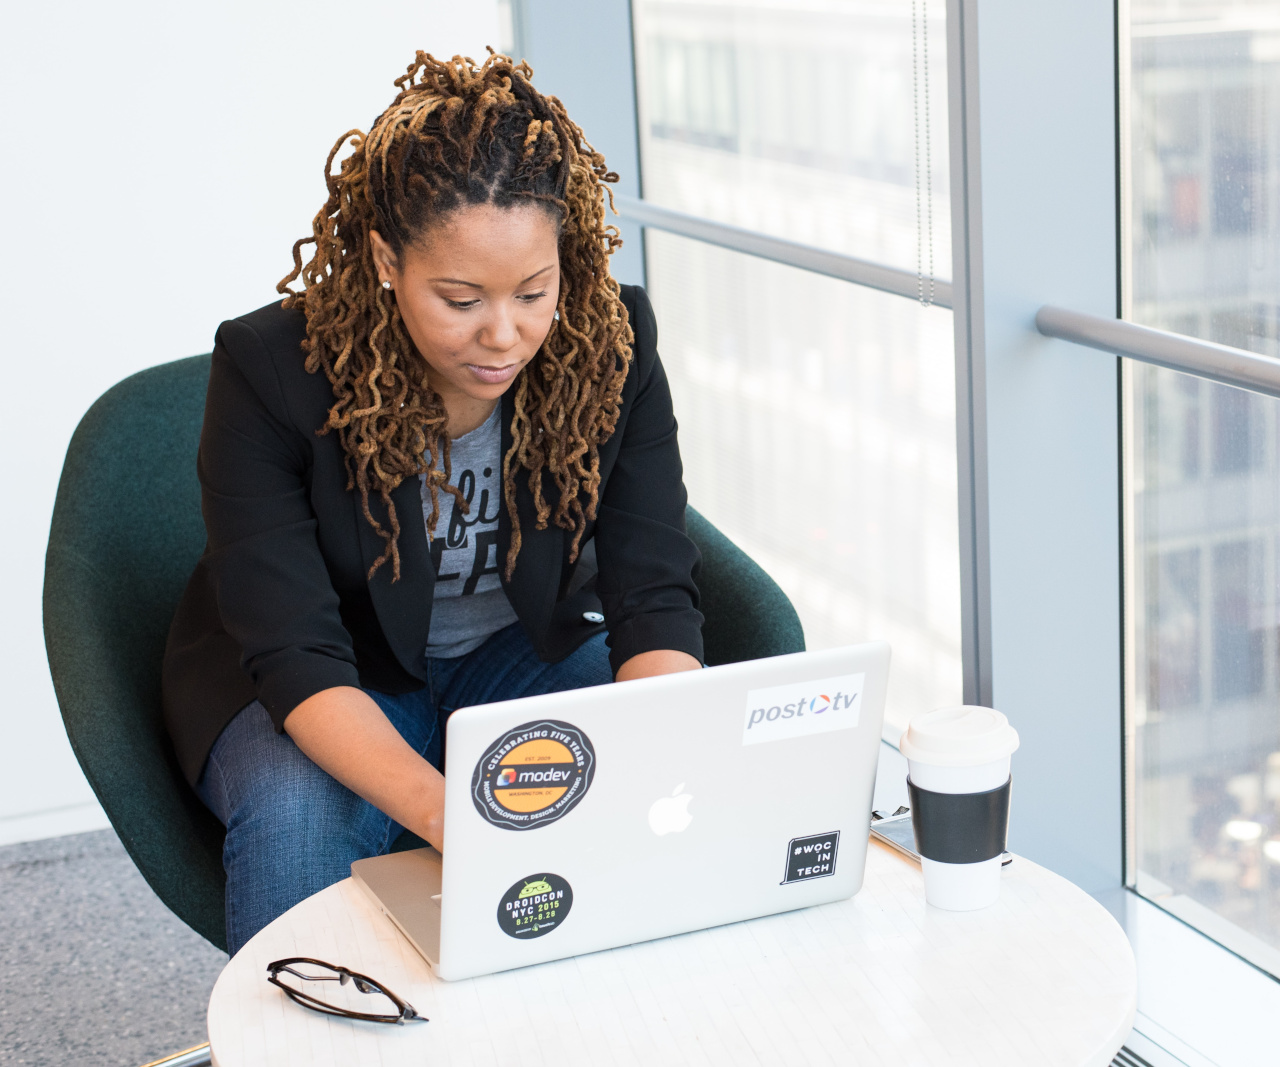 fi
post tv
CELEBRATING FIVE YEARS
EST. 2009
modev
WASHINGTON, DC
MOBILE DEVELOPMENT, DESIGN, MARKETING
#WOC
IN
TECH
DROIDCON
NYC 2015
8.27-8.28